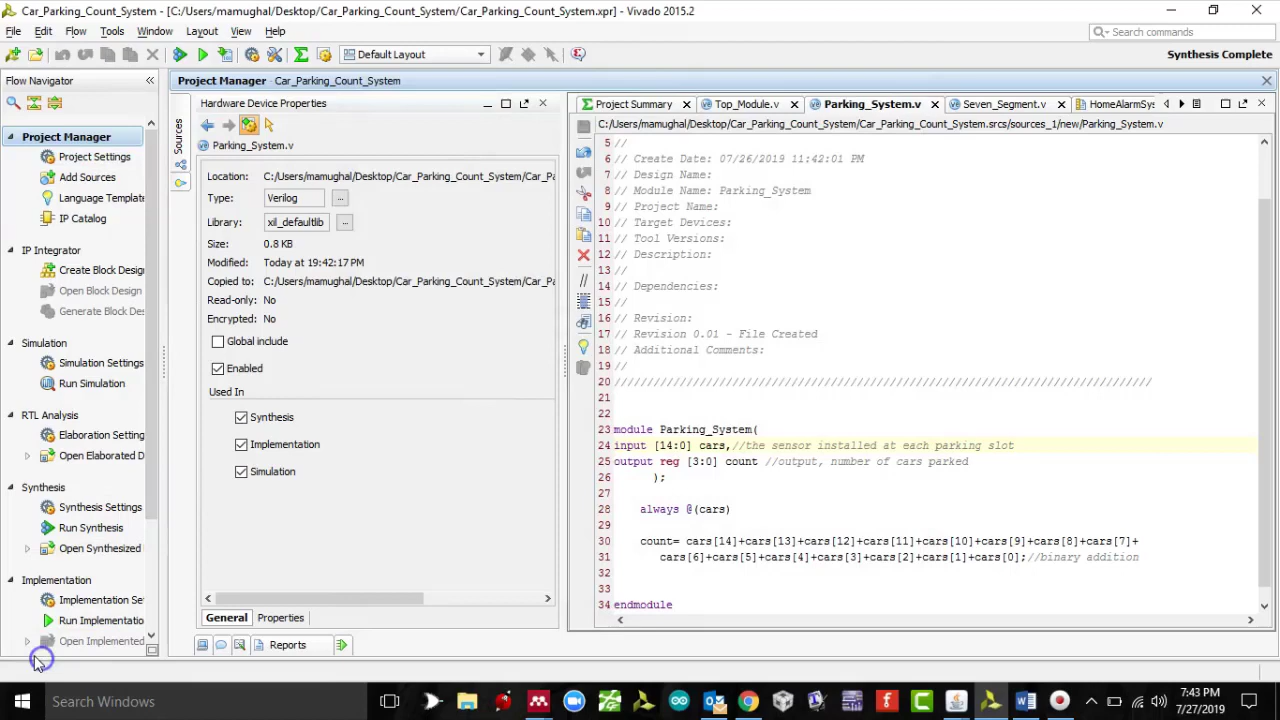 Car_Parking_Count_System - [C:/Users/mamughal/Desktop/Car_Parking_Count_System/Car_Parking_Count_System.xpr] - Vivado 2015.2
File Edit Flow Tools Window Layout View Help
Search commands
Default Layout
Synthesis Complete
Flow Navigator
Project Manager
Project Settings
Add Sources
Language Template
IP Catalog
IP Integrator
Create Block Desig
Open Block Design
Generate Block Des
Simulation
Simulation Settings
Run Simulation
RTL Analysis
Elaboration Setting
Open Elaborated D
Synthesis
Synthesis Settings
Run Synthesis
Open Synthesized
Implementation
Implementation Se
Run Implementatio
Open Implemented
Project Manager - Car_Parking_Count_System
Sources
Hardware Device Properties
Parking_System.v
Location: C:/Users/mamughal/Desktop/Car_Parking_Count_System/Car_Pa
Type: Verilog
Library: xil_defaultlib
Size: 0.8 KB
Modified: Today at 19:42:17 PM
Copied to: C:/Users/mamughal/Desktop/Car_Parking_Count_System/Car_Pa
Read-only: No
Encrypted: No
Global include
Enabled
Used In
Synthesis
Implementation
Simulation
General Properties
Reports
Project Summary Top_Module.v Parking_System.v Seven_Segment.v HomeAlarmSy
C:/Users/mamughal/Desktop/Car_Parking_Count_System/Car_Parking_Count_System.srcs/sources_1/new/Parking_System.v
5 //
6 // Create Date: 07/26/2019 11:42:01 PM
7 // Design Name:
8 // Module Name: Parking_System
9 // Project Name:
10 // Target Devices:
11 // Tool Versions:
12 // Description:
13 //
14 // Dependencies:
15 //
16 // Revision:
17 // Revision 0.01 - File Created
18 // Additional Comments:
19 //
20 //////////////////////////////////////////////////////////////////////////////////
21
22
23 module Parking_System(
24 input [14:0] cars,//the sensor installed at each parking slot
25 output reg [3:0] count //output, number of cars parked
26 );
27
28 always @(cars)
29
30 count= cars[14]+cars[13]+cars[12]+cars[11]+cars[10]+cars[9]+cars[8]+cars[7]+
31 cars[6]+cars[5]+cars[4]+cars[3]+cars[2]+cars[1]+cars[0];//binary addition
32
33
34 endmodule
Search Windows
7:43 PM
7/27/2019